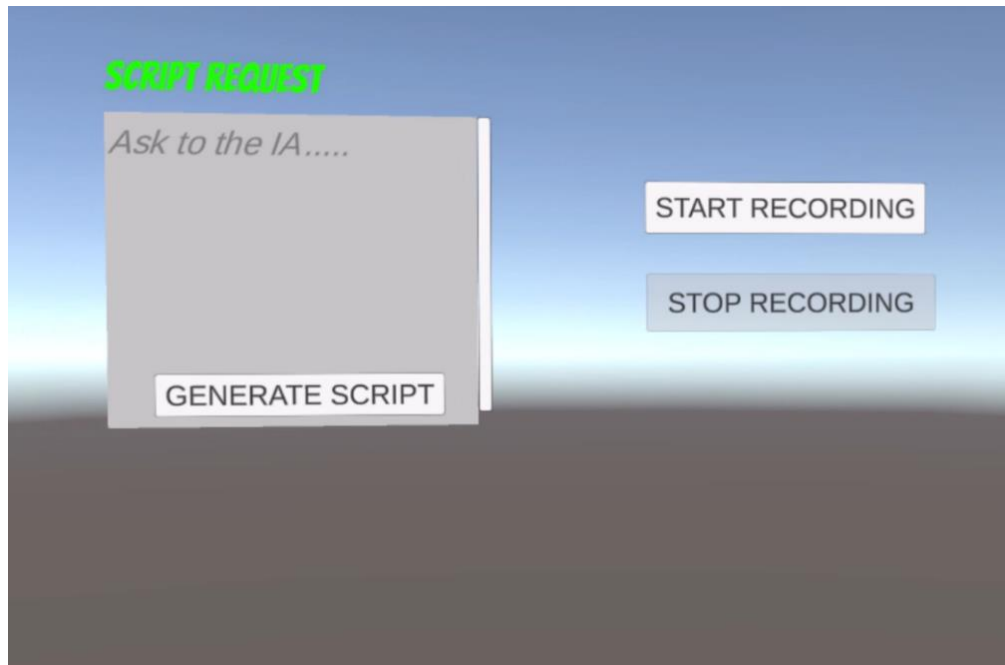 SCRIPT REQUEST
Ask to the IA.....
GENERATE SCRIPT
START RECORDING
STOP RECORDING